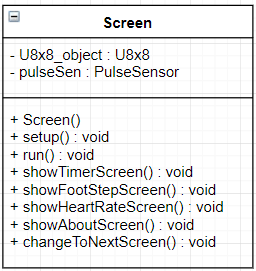 Screen
- U8x8_object : U8x8
- pulseSen : PulseSensor
+ Screen()
+ setup() : void
+ run() : void
+ showTimerScreen() : void
+ showFootStepScreen() : void
+ showHeartRateScreen() : void
+ showAboutScreen() : void
+ changeToNextScreen() : void